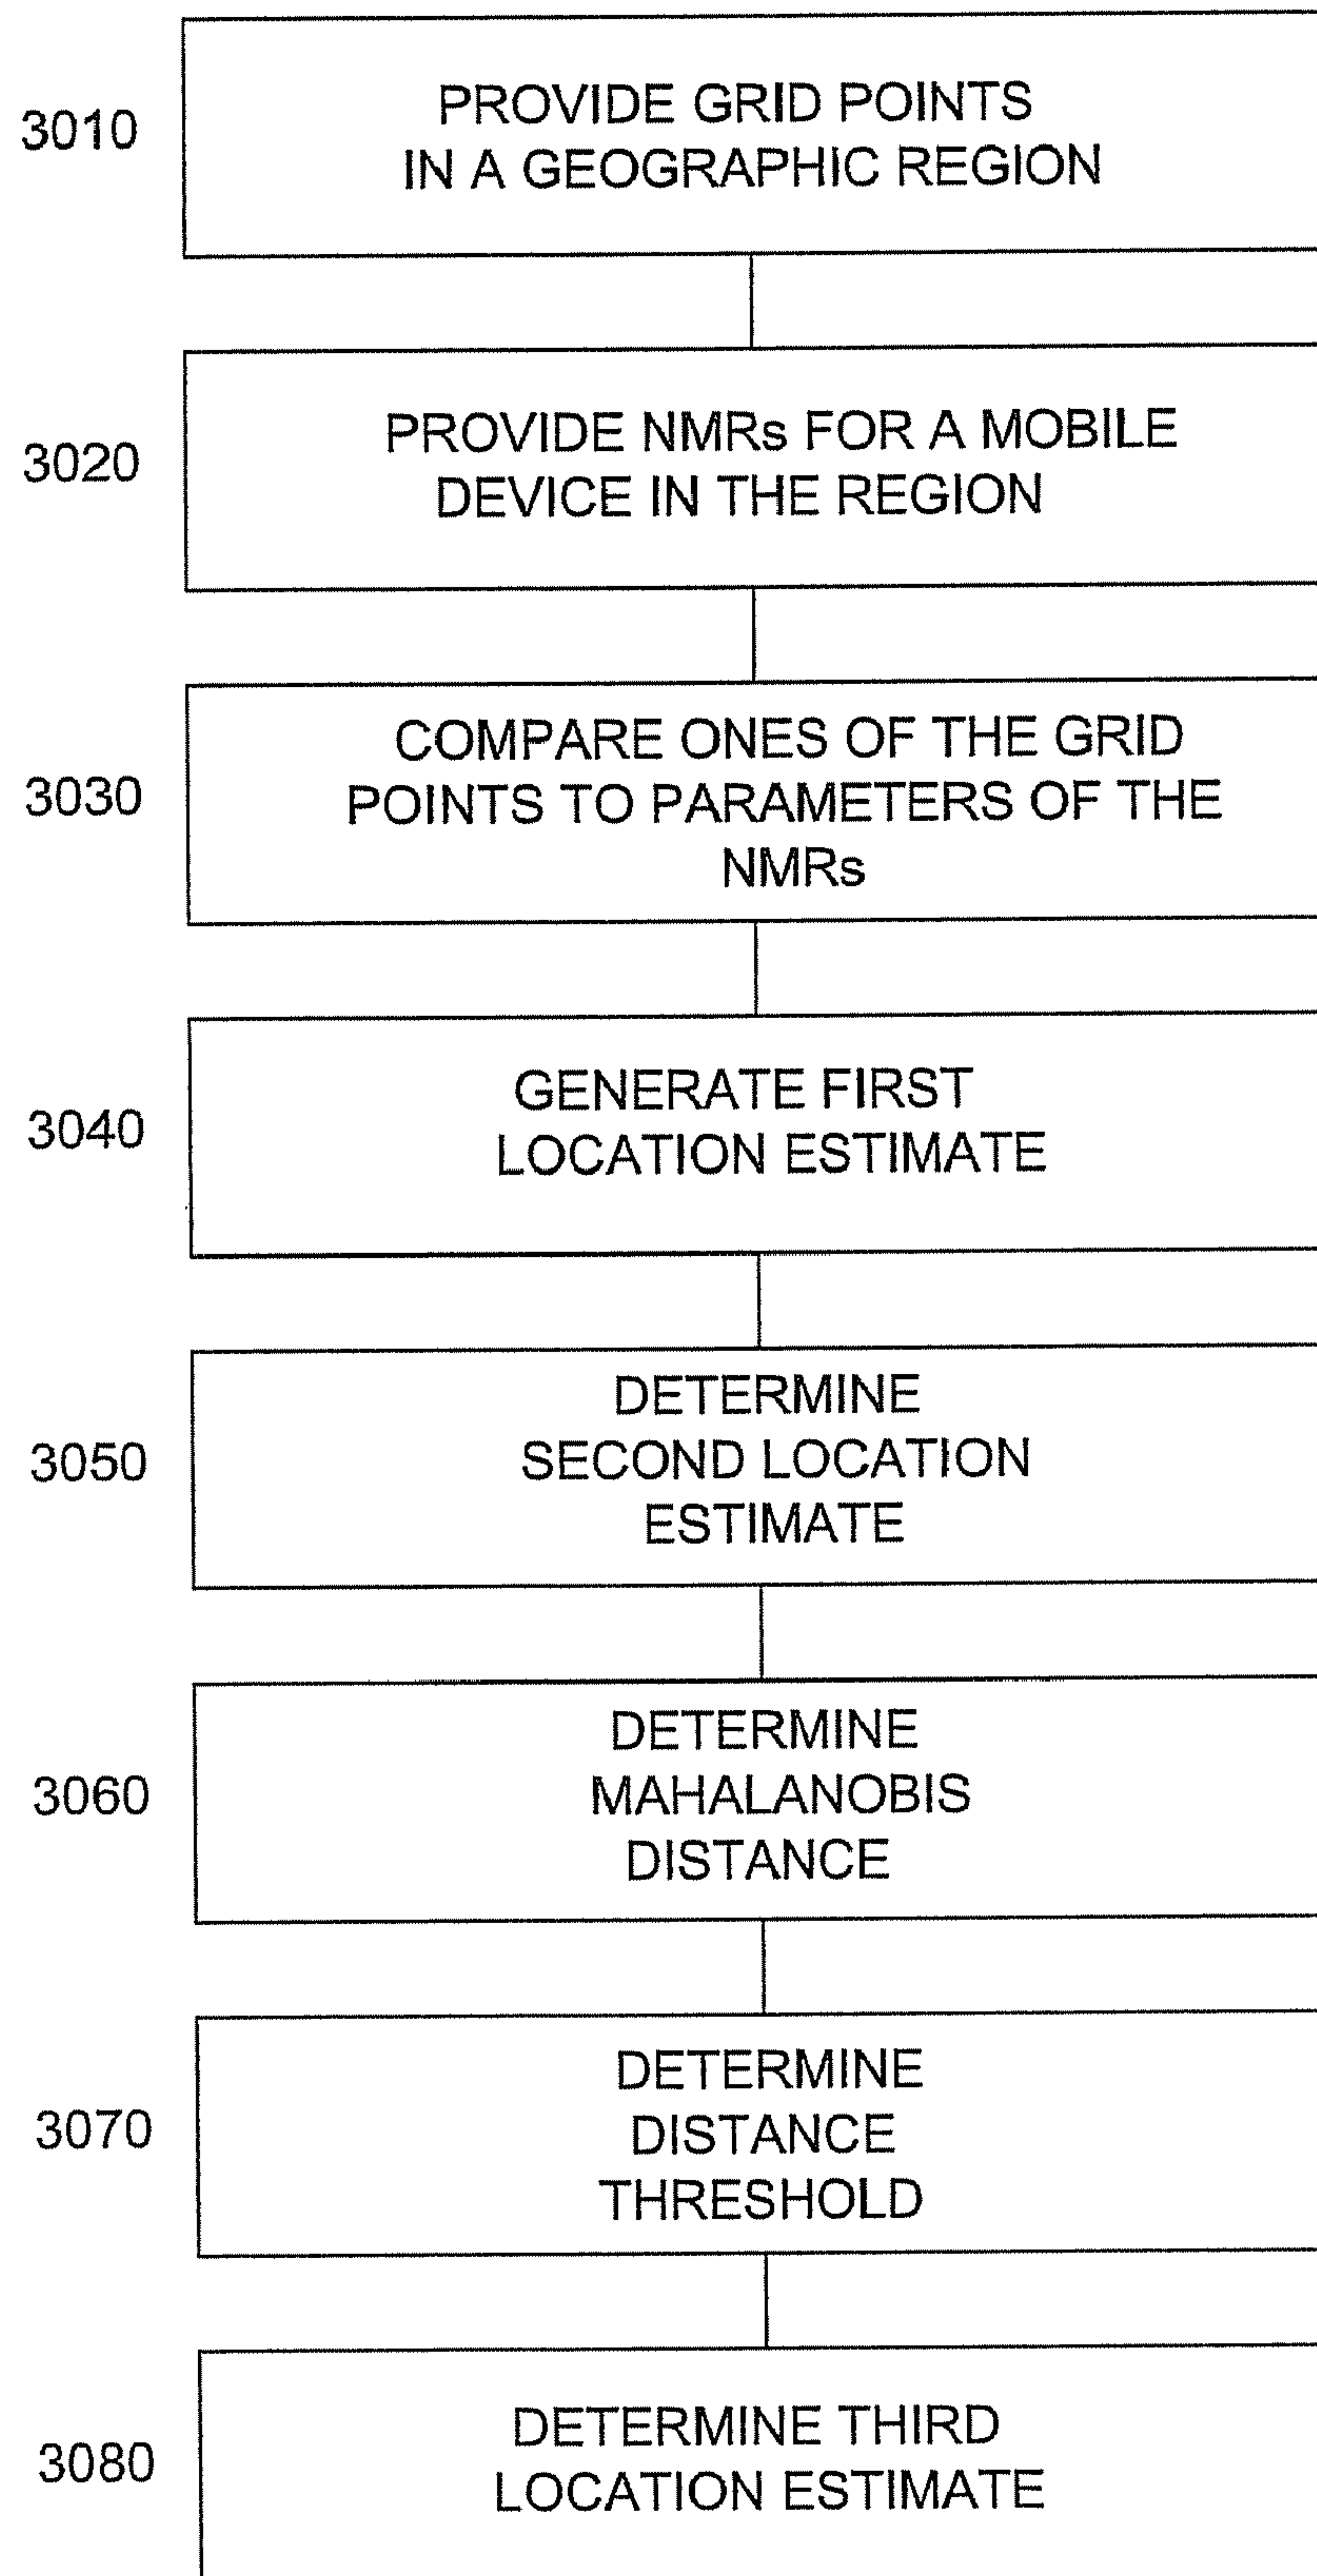 3010
PROVIDE GRID POINTS
IN A GEOGRAPHIC REGION
3020
PROVIDE NMRs FOR A MOBILE
DEVICE IN THE REGION
3030
COMPARE ONES OF THE GRID
POINTS TO PARAMETERS OF THE
NMRs
3040
GENERATE FIRST
LOCATION ESTIMATE
3050
DETERMINE
SECOND LOCATION
ESTIMATE
3060
DETERMINE
MAHALANOBIS
DISTANCE
3070
DETERMINE
DISTANCE
THRESHOLD
3080
DETERMINE THIRD
LOCATION ESTIMATE